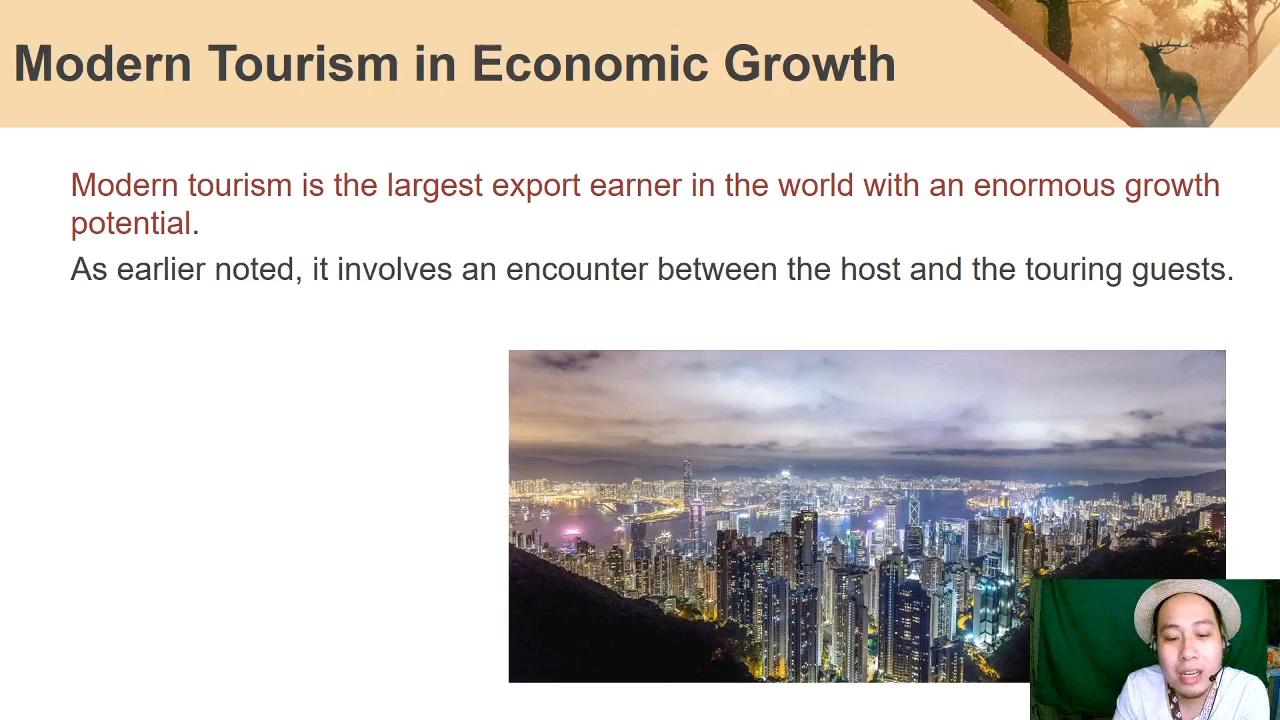 Modern Tourism in Economic Growth
Modern tourism is the largest export earner in the world with an enormous growth
potential.
As earlier noted, it involves an encounter between the host and the touring guests.